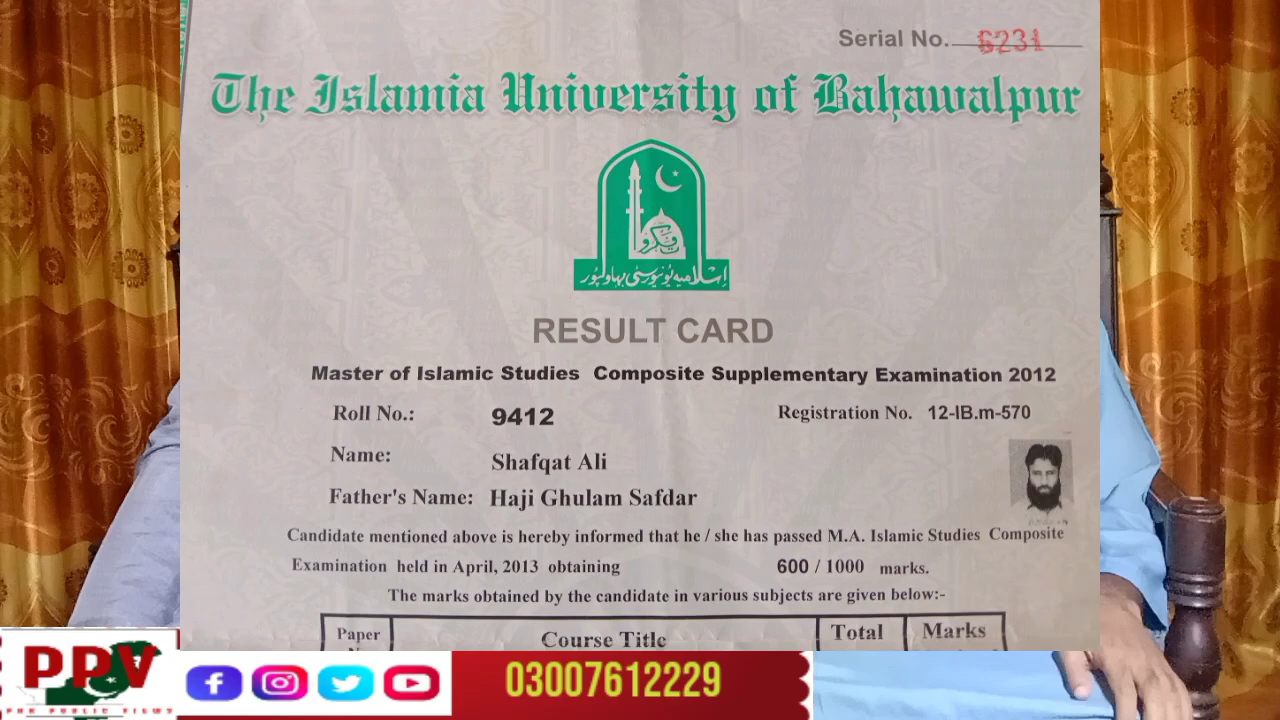 Serial No. 6231
The Islamia University of Bahawalpur
اسلامیہ یونیورسٹی بہاولپور
RESULT CARD
Master of Islamic Studies Composite Supplementary Examination 2012
Roll No.: 9412 Registration No. 12-IB.m-570
Name: Shafqat Ali
Father's Name: Haji Ghulam Safdar
Candidate mentioned above is hereby informed that he / she has passed M.A. Islamic Studies Composite
Examination held in April, 2013 obtaining 600 / 1000 marks.
The marks obtained by the candidate in various subjects are given below:-
Paper Course Title Total Marks
PPV
PAK PUBLIC VIEWS
03007612229